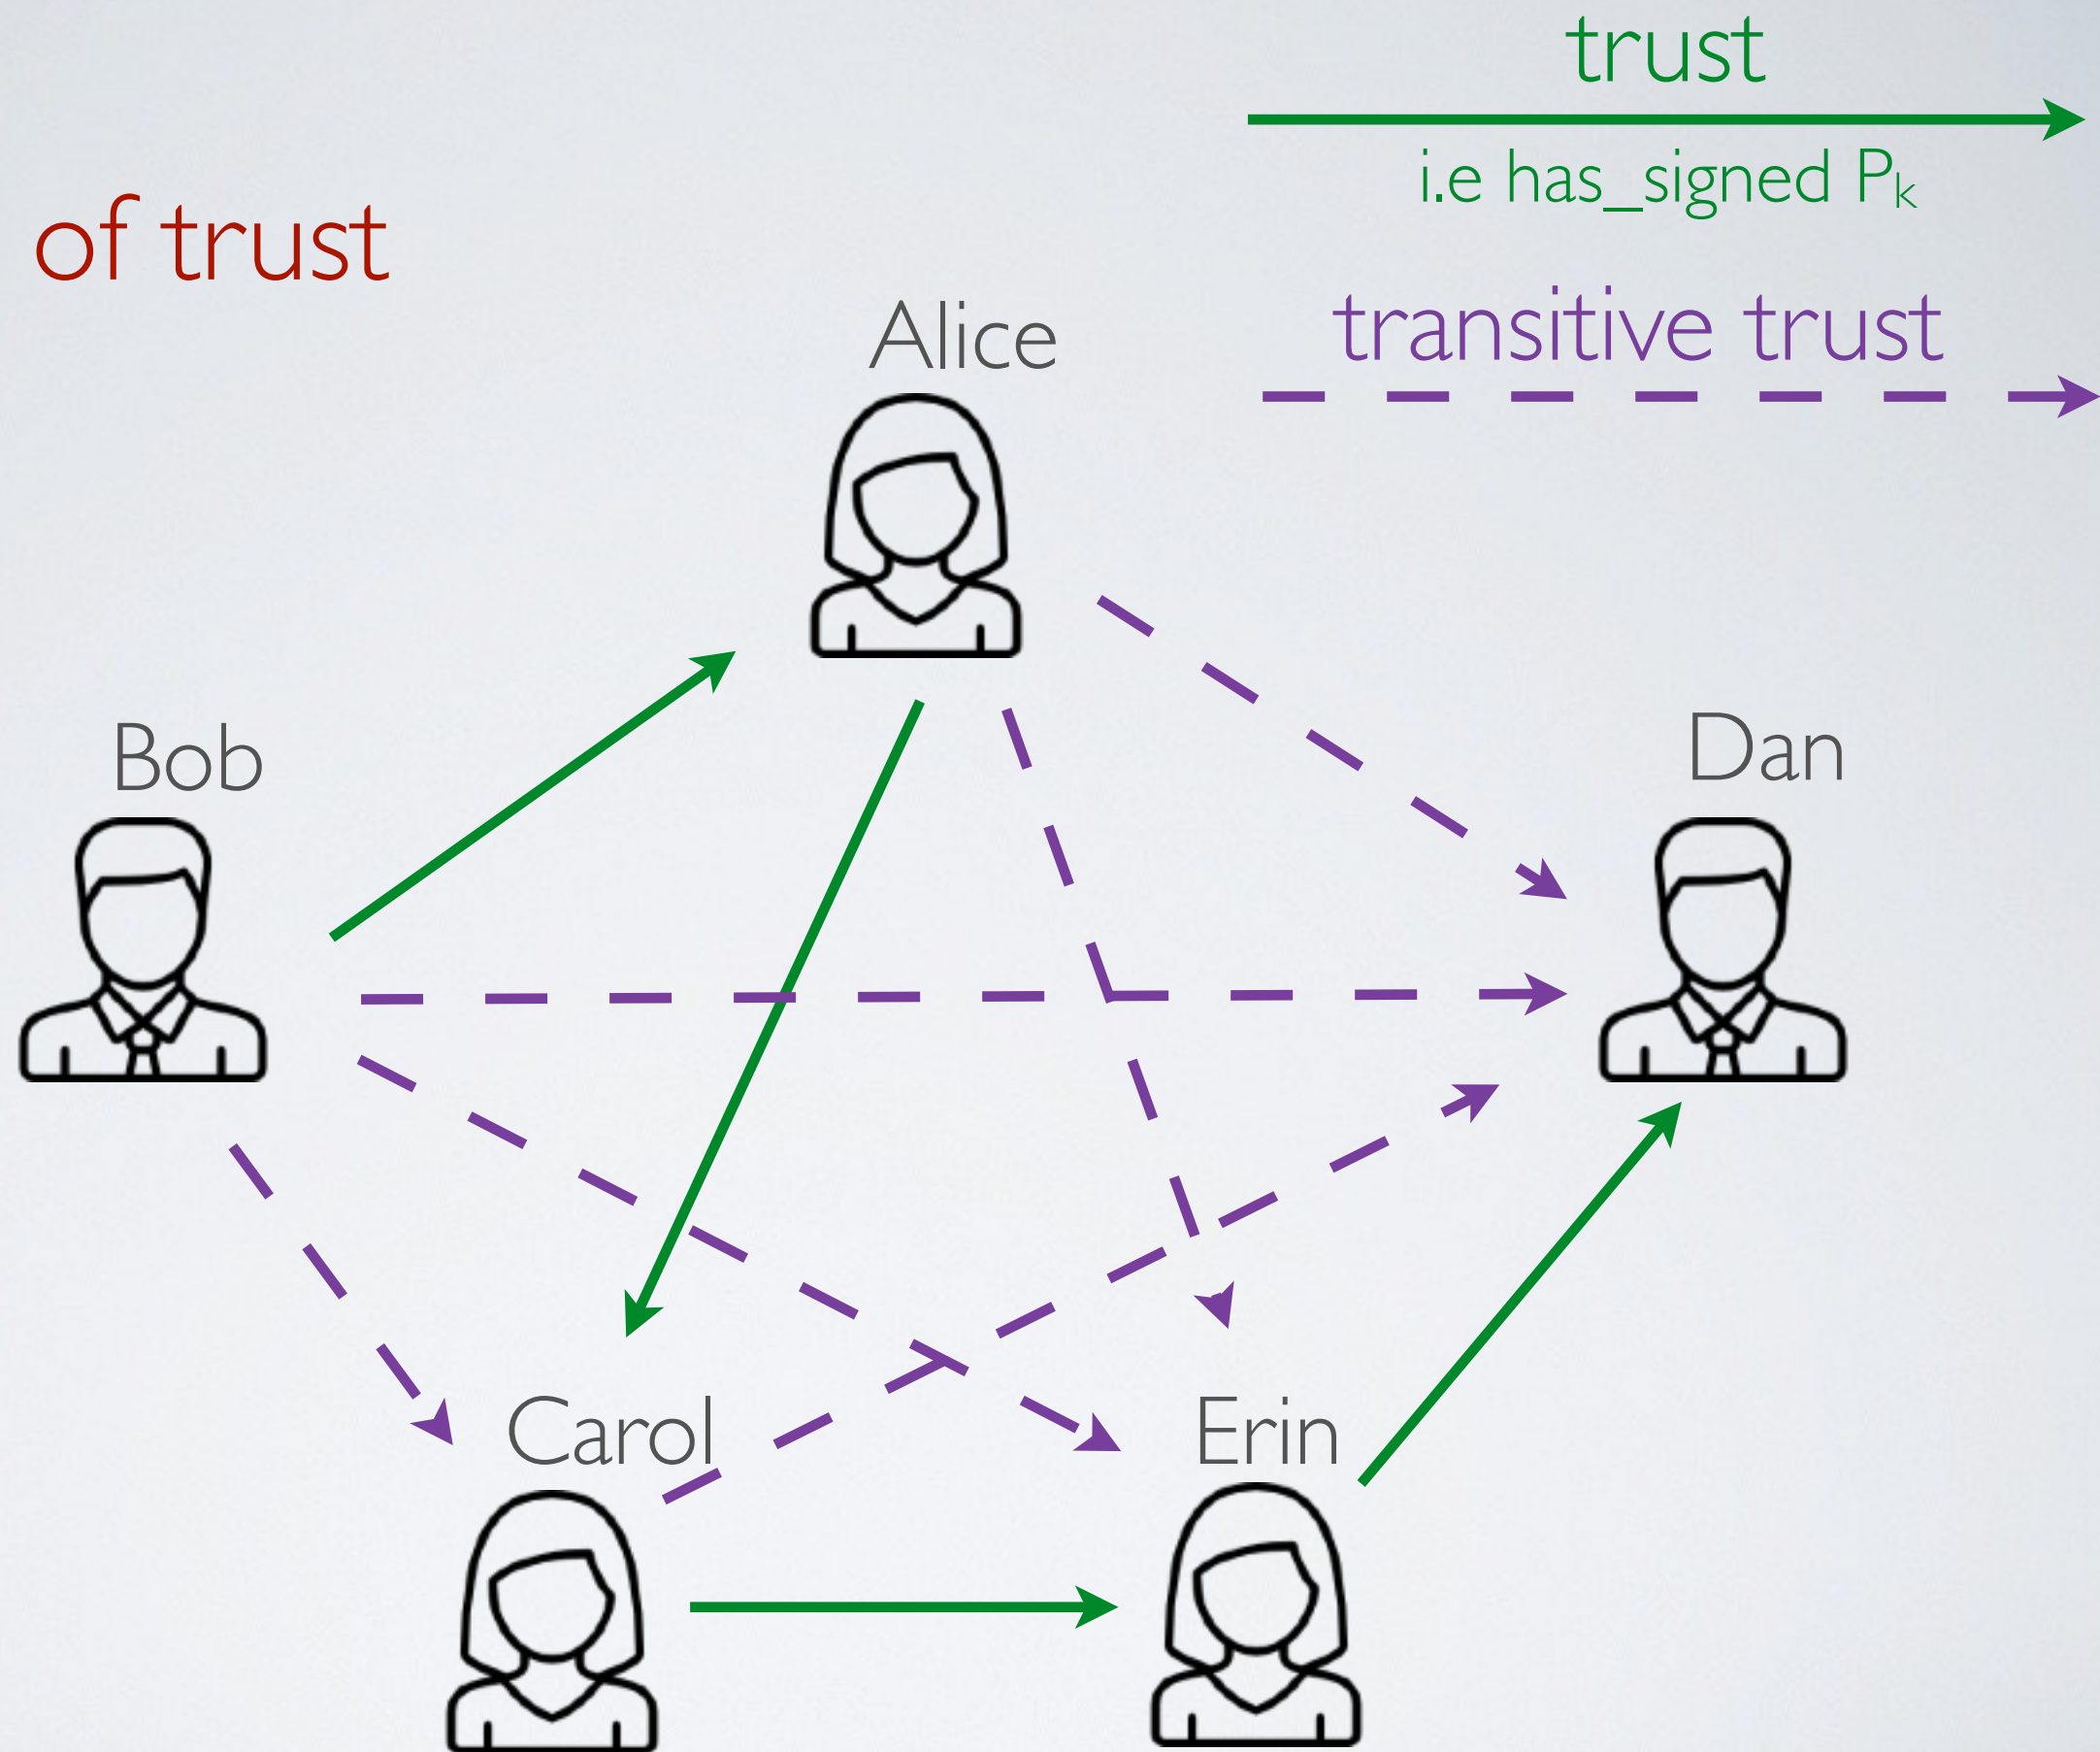 trust
i.e has_signed Pk
of trust
transitive trust
Alice
Bob
Dan
Carol
Erin